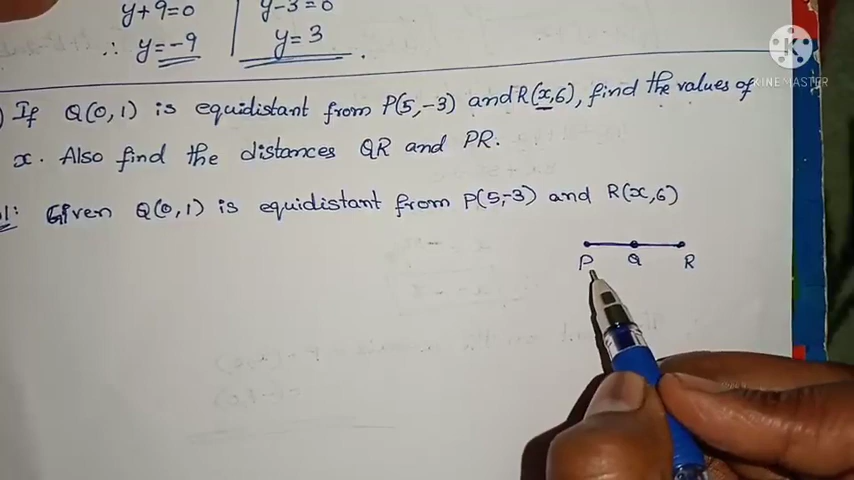 y+9=0
y-3=0
∴ y=-9
y=3
KINEMASTER
) If Q(0,1) is equidistant from P(5,-3) and R(x,6), find the values of
x. Also find the distances QR and PR.
ol: Given Q(0,1) is equidistant from P(5,-3) and R(x,6)
P Q R